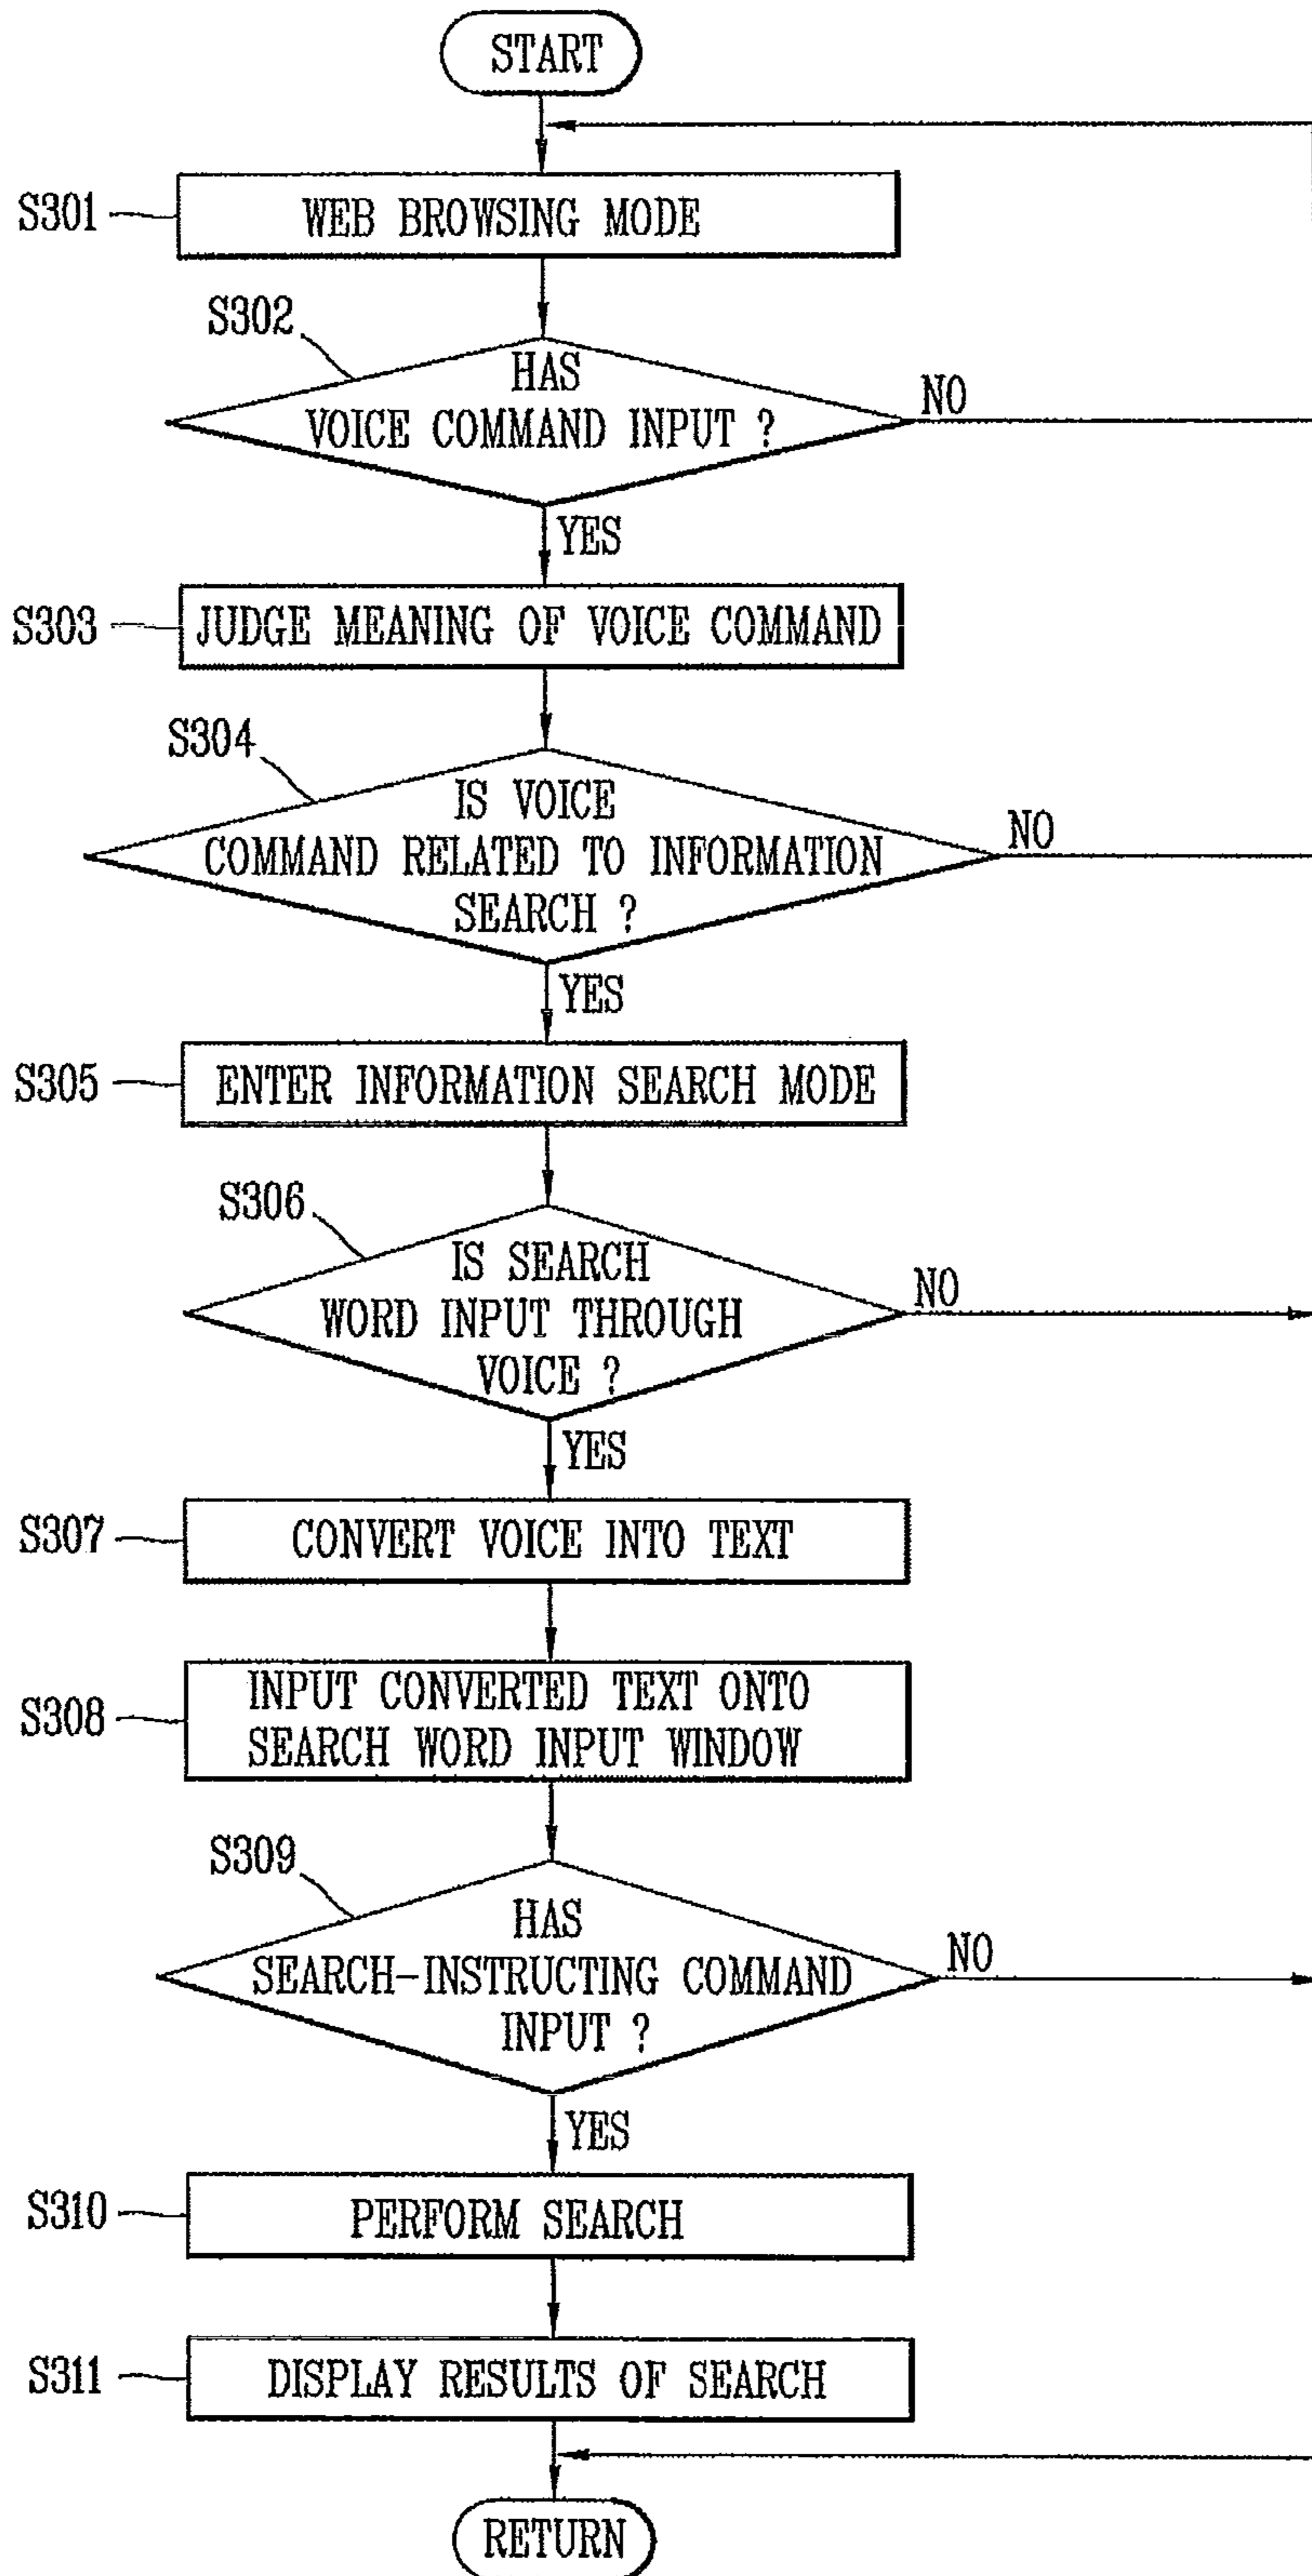 START
S301
WEB BROWSING MODE
S302
HAS
VOICE COMMAND INPUT ?
NO
YES
S303
JUDGE MEANING OF VOICE COMMAND
S304
IS VOICE
COMMAND RELATED TO INFORMATION
SEARCH ?
NO
YES
S305
ENTER INFORMATION SEARCH MODE
S306
IS SEARCH
WORD INPUT THROUGH
VOICE ?
NO
YES
S307
CONVERT VOICE INTO TEXT
S308
INPUT CONVERTED TEXT ONTO
SEARCH WORD INPUT WINDOW
S309
HAS
SEARCH-INSTRUCTING COMMAND
INPUT ?
NO
YES
S310
PERFORM SEARCH
S311
DISPLAY RESULTS OF SEARCH
RETURN